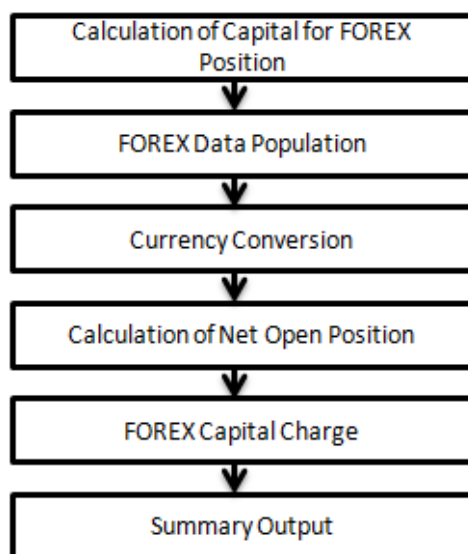 Calculation of Capital for FOREX
Position
FOREX Data Population
Currency Conversion
Calculation of Net Open Position
FOREX Capital Charge
Summary Output